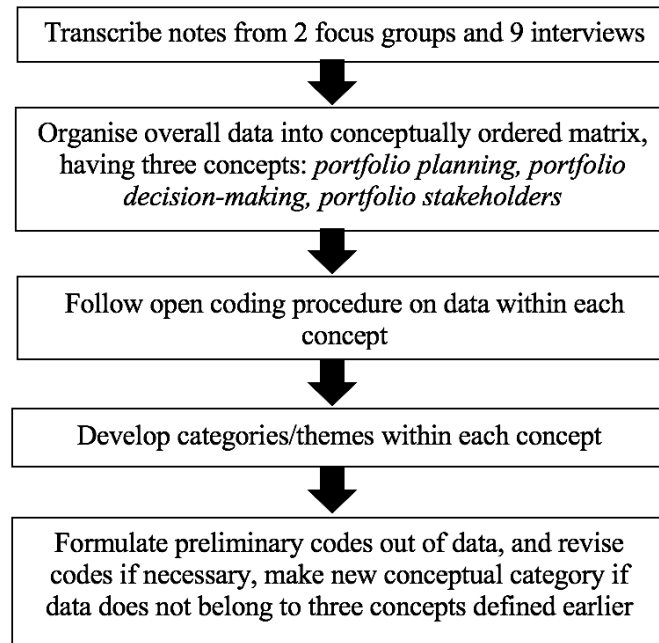 Transcribe notes from 2 focus groups and 9 interviews
Organise overall data into conceptually ordered matrix,
having three concepts: portfolio planning, portfolio
decision-making, portfolio stakeholders
Follow open coding procedure on data within each
concept
Develop categories/themes within each concept
Formulate preliminary codes out of data, and revise
codes if necessary, make new conceptual category if
data does not belong to three concepts defined earlier